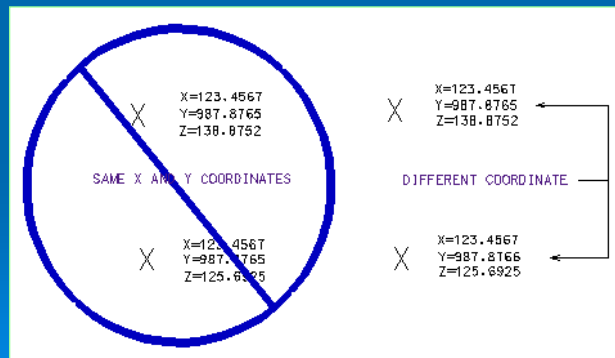 X=123.4567
Y=987.8765
Z=138.8752
SAME X AND Y COORDINATES
X=123.4567
Y=987.8765
Z=125.6925
X=123.4567
Y=987.8765
Z=138.8752
DIFFERENT COORDINATE
X=123.4567
Y=987.8766
Z=125.6925